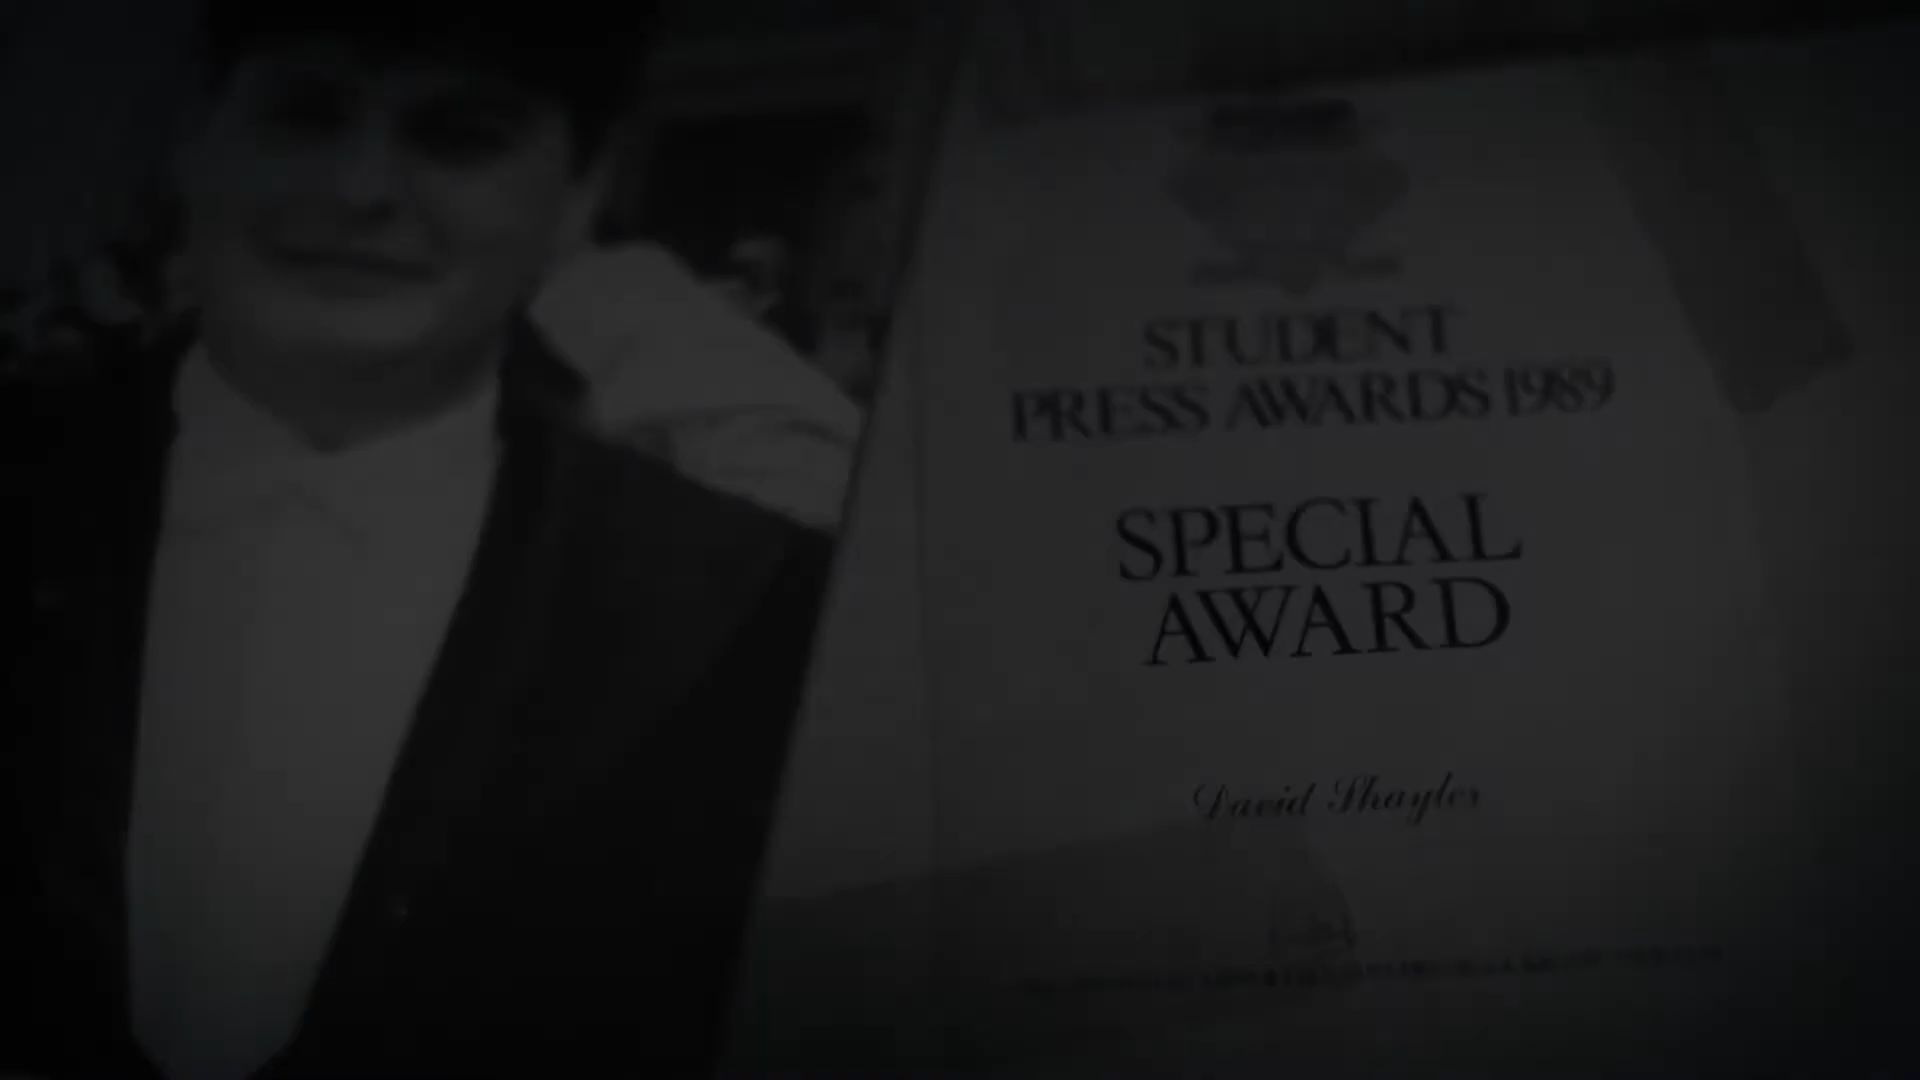 STUDENT
PRESS AWARDS 1989
SPECIAL
AWARD
David Shayler